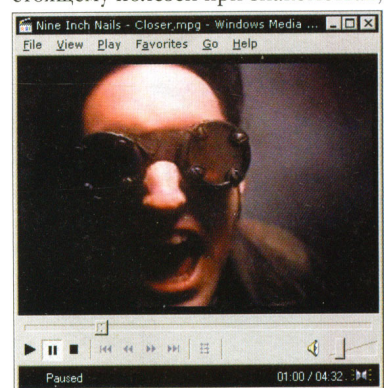 Nine Inch Nails - Closer.mpg - Windows Media ...
File View Play Favorites Go Help
Paused 01:00 / 04:32